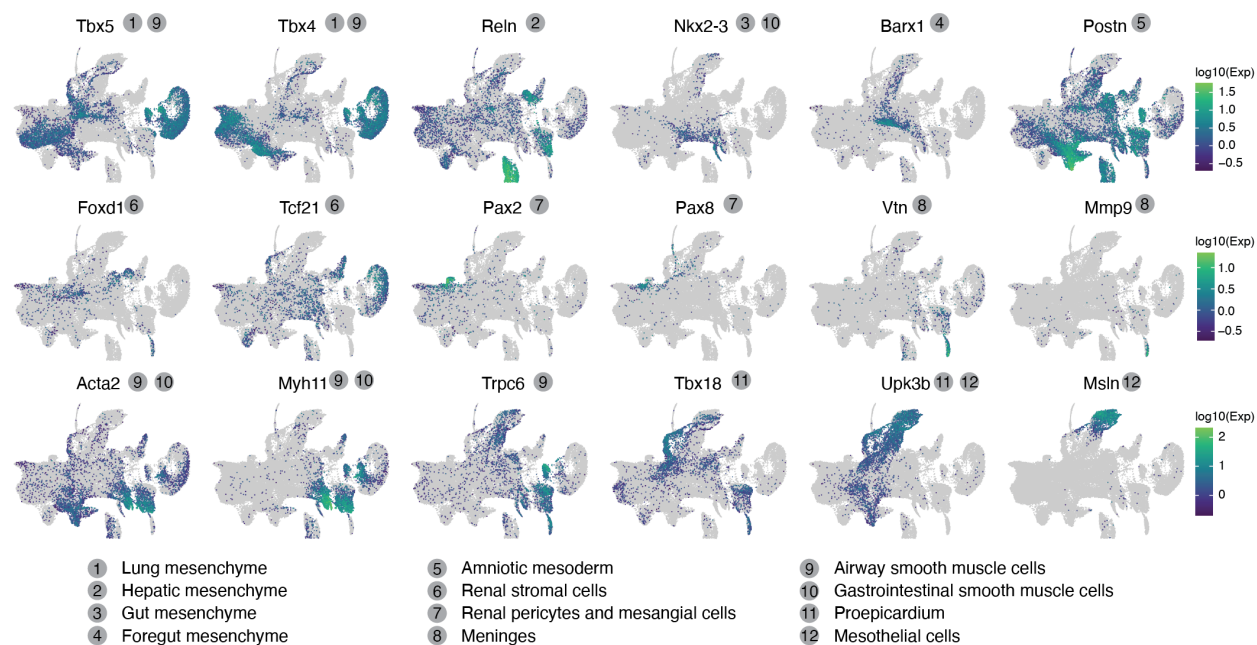 Tbx5 1 9 Tbx4 1 9 Reln 2 Nkx2-3 3 10 Barx1 4 Postn 5
log10(Exp)
1.5
1.0
0.5
0.0
−0.5
Foxd1 6 Tcf21 6 Pax2 7 Pax8 7 Vtn 8 Mmp9 8
log10(Exp)
1.0
0.5
0.0
−0.5
Acta2 9 10 Myh11 9 10 Trpc6 9 Tbx18 11 Upk3b 11 12 Msln 12
log10(Exp)
2
1
0
1 Lung mesenchyme 5 Amniotic mesoderm 9 Airway smooth muscle cells
2 Hepatic mesenchyme 6 Renal stromal cells 10 Gastrointestinal smooth muscle cells
3 Gut mesenchyme 7 Renal pericytes and mesangial cells 11 Proepicardium
4 Foregut mesenchyme 8 Meninges 12 Mesothelial cells